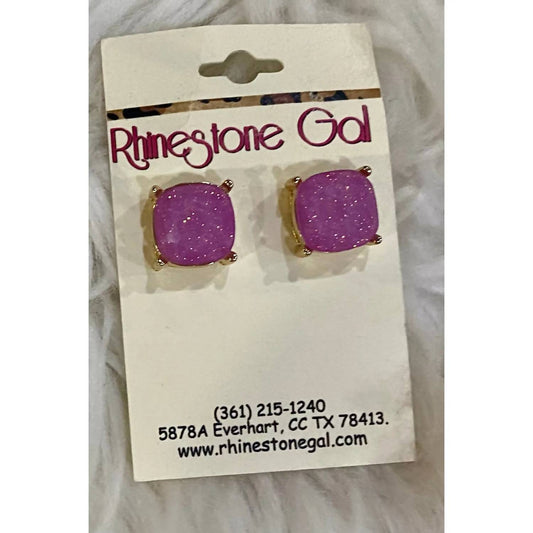 Rhinestone Gal
(361) 215-1240
5878A Everhart, CC TX 78413.
www.rhinestonegal.com